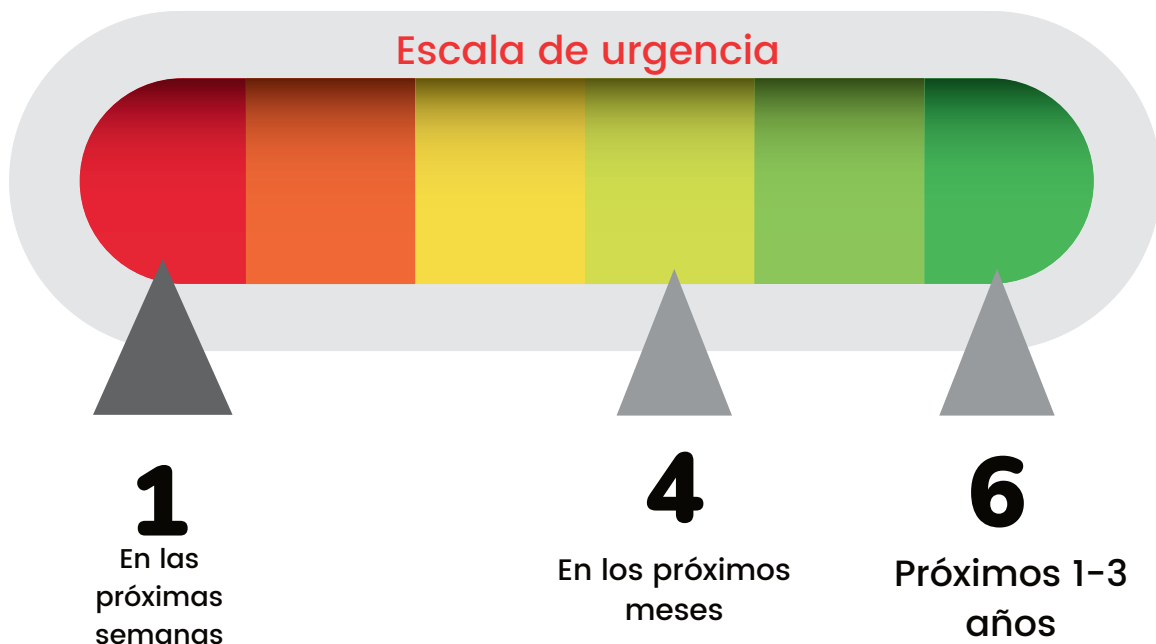 Escala de urgencia
1
En las
próximas
semanas
4
En los próximos
meses
6
Próximos 1-3
años